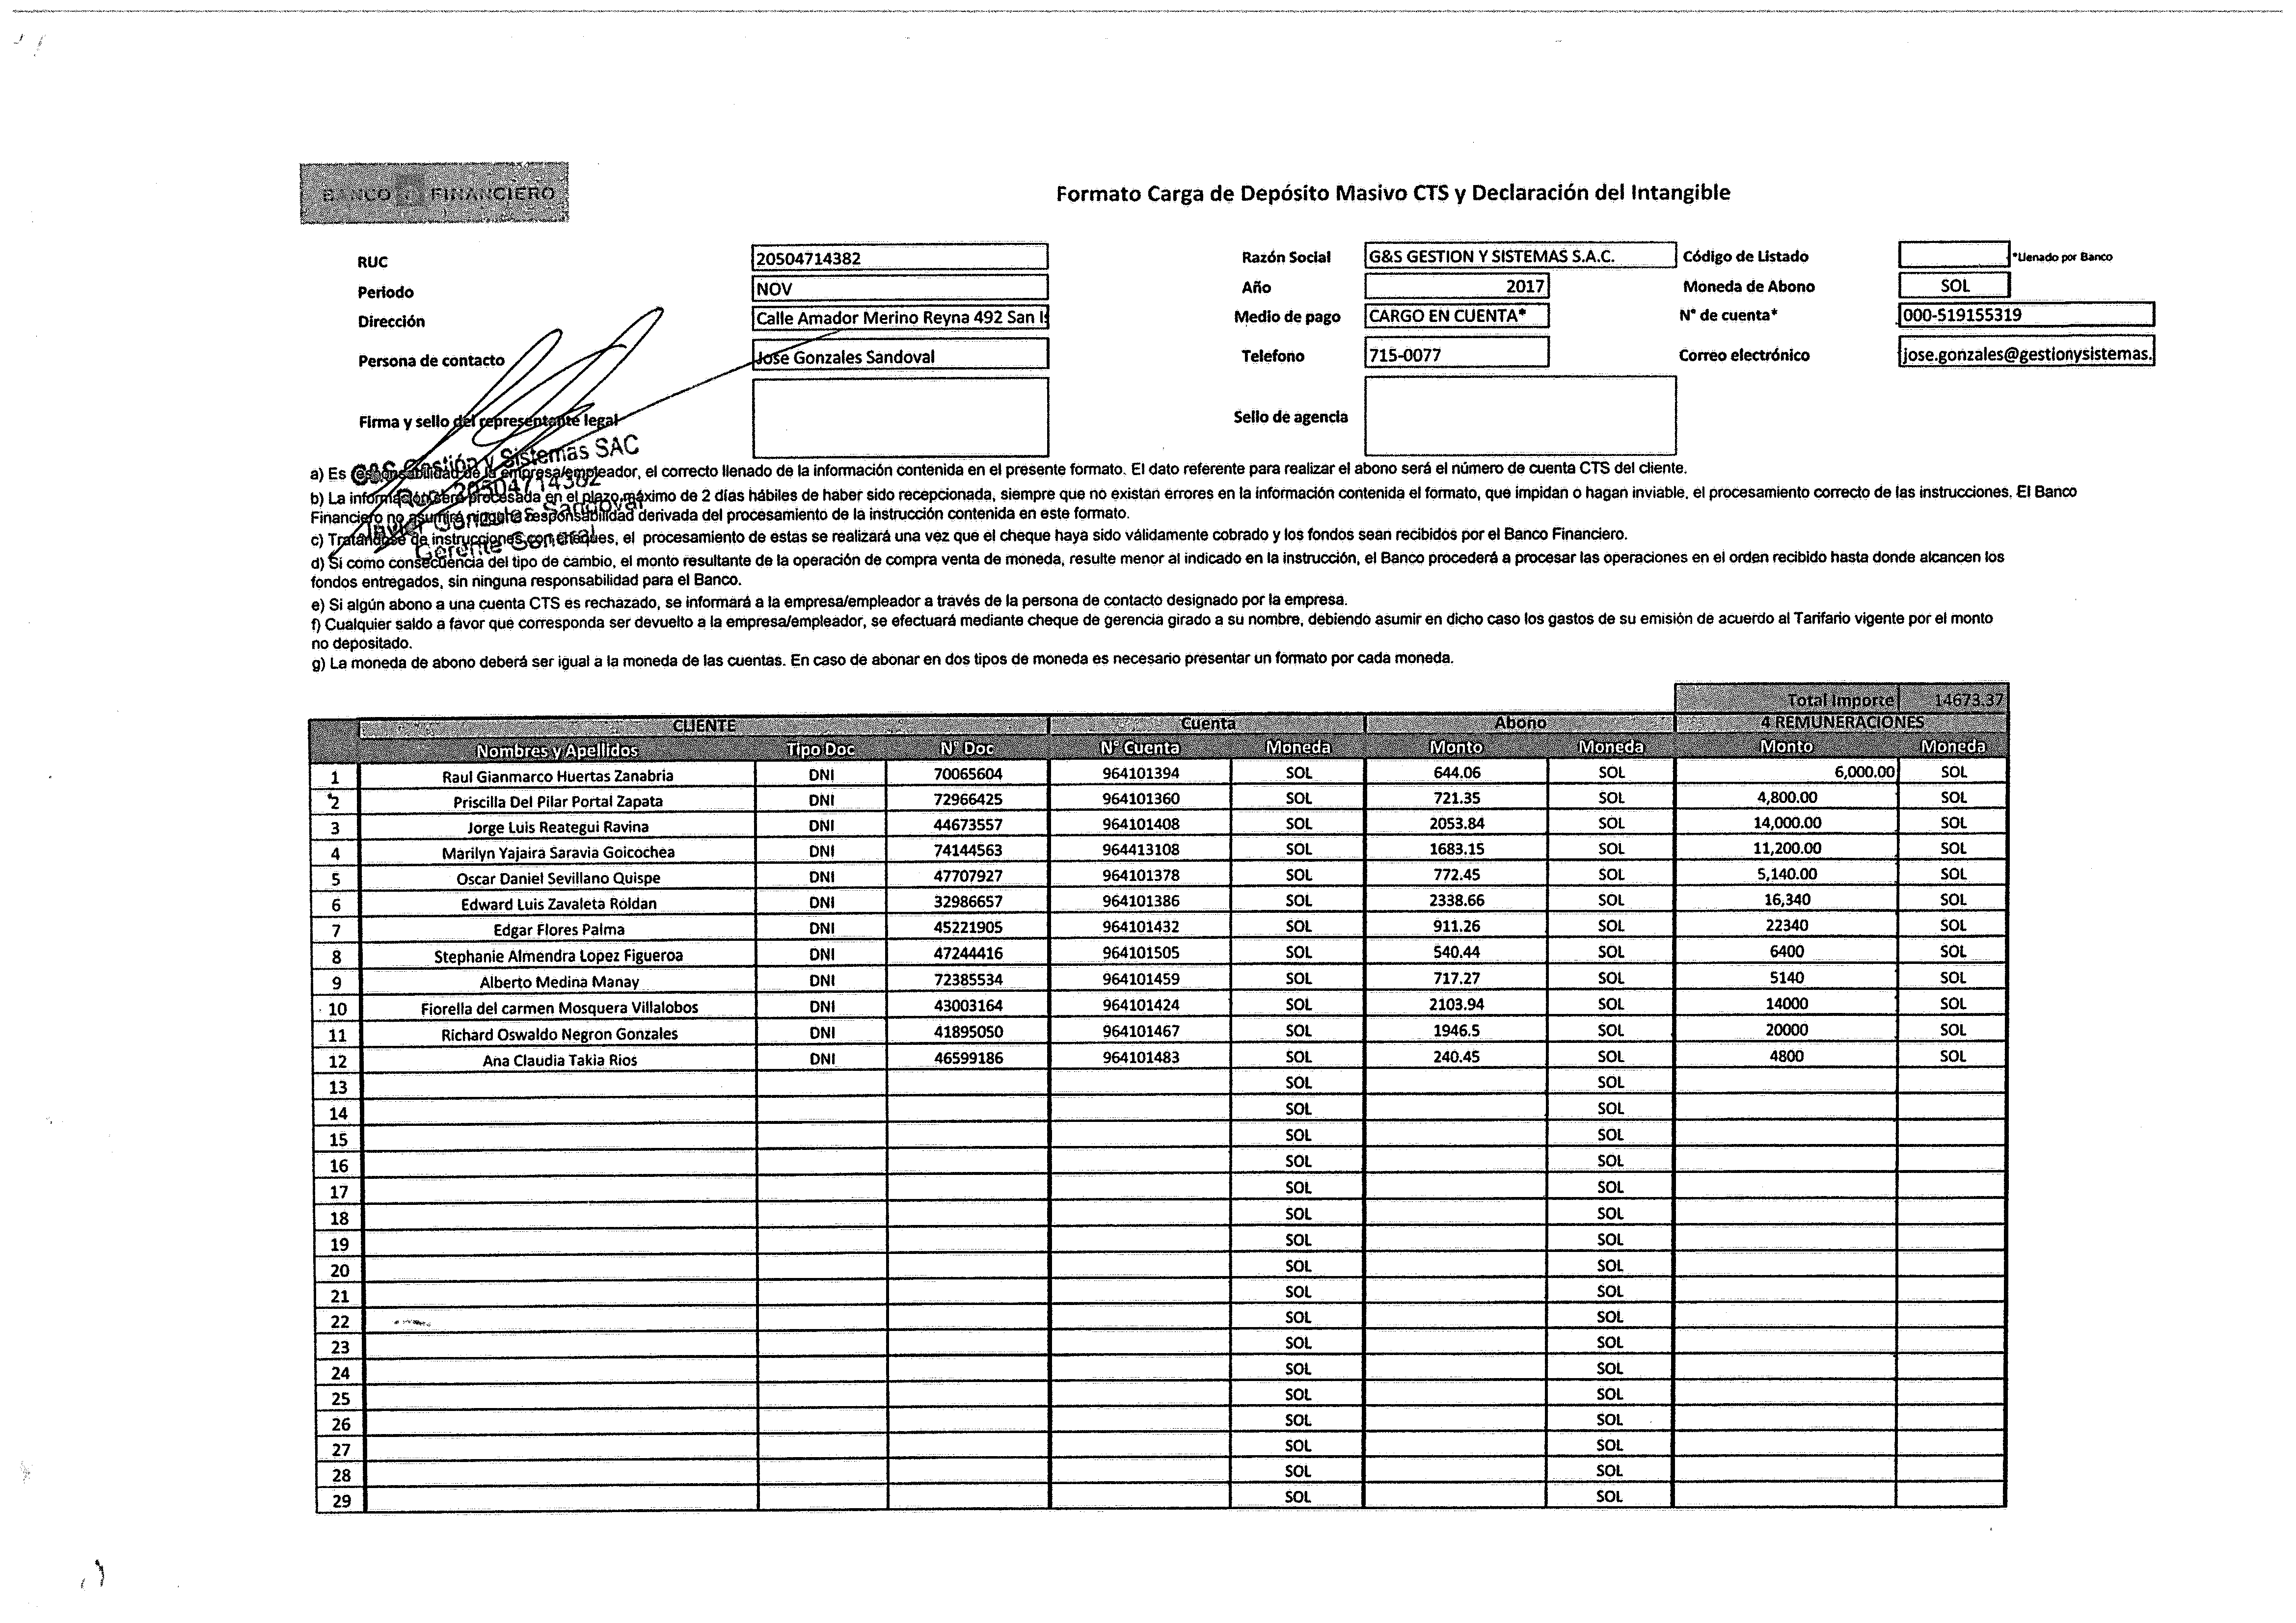 BANCO FINANCIERO
Formato Carga de Depósito Masivo CTS y Declaración del Intangible
RUC 20504714382 Razón Social G&S GESTION Y SISTEMAS S.A.C. Código de Listado *Llenado por Banco
Periodo NOV Año 2017 Moneda de Abono SOL
Dirección Calle Amador Merino Reyna 492 San Is Medio de pago CARGO EN CUENTA* N° de cuenta* 000-519155319
Persona de contacto Jose Gonzales Sandoval Telefono 715-0077 Correo electrónico jose.gonzales@gestionysistemas.
Firma y sello del representante legal Sello de agencia
G&S Gestión y Sistemas SAC
Ruc: 20504714382
Javier Gonzales Sandoval
Gerente General
a) Es responsabilidad de la empresa/empleador, el correcto llenado de la información contenida en el presente formato. El dato referente para realizar el abono será el número de cuenta CTS del cliente.
b) La información será procesada en el plazo máximo de 2 días hábiles de haber sido recepcionada, siempre que no existan errores en la información contenida el formato, que impidan o hagan inviable, el procesamiento correcto de las instrucciones. El Banco
Financiero no asumirá ninguna responsabilidad derivada del procesamiento de la instrucción contenida en este formato.
c) Tratándose de instrucciones con cheques, el procesamiento de estas se realizará una vez que el cheque haya sido válidamente cobrado y los fondos sean recibidos por el Banco Financiero.
d) Si como consecuencia del tipo de cambio, el monto resultante de la operación de compra venta de moneda, resulte menor al indicado en la instrucción, el Banco procederá a procesar las operaciones en el orden recibido hasta donde alcancen los
fondos entregados, sin ninguna responsabilidad para el Banco.
e) Si algún abono a una cuenta CTS es rechazado, se informará a la empresa/empleador a través de la persona de contacto designado por la empresa.
f) Cualquier saldo a favor que corresponda ser devuelto a la empresa/empleador, se efectuará mediante cheque de gerencia girado a su nombre, debiendo asumir en dicho caso los gastos de su emisión de acuerdo al Tarifario vigente por el monto
no depositado.
g) La moneda de abono deberá ser igual a la moneda de las cuentas. En caso de abonar en dos tipos de moneda es necesario presentar un formato por cada moneda.
Total Importe 14673.37
CLIENTE Cuenta Abono 4 REMUNERACIONES
Nombres y Apellidos Tipo Doc N° Doc N° Cuenta Moneda Monto Moneda Monto Moneda
1 Raul Gianmarco Huertas Zanabria DNI 70065604 964101394 SOL 644.06 SOL 6,000.00 SOL
2 Priscilla Del Pilar Portal Zapata DNI 72966425 964101360 SOL 721.35 SOL 4,800.00 SOL
3 Jorge Luis Reategui Ravina DNI 44673557 964101408 SOL 2053.84 SOL 14,000.00 SOL
4 Marilyn Yajaira Saravia Goicochea DNI 74144563 964413108 SOL 1683.15 SOL 11,200.00 SOL
5 Oscar Daniel Sevillano Quispe DNI 47707927 964101378 SOL 772.45 SOL 5,140.00 SOL
6 Edward Luis Zavaleta Roldan DNI 32986657 964101386 SOL 2338.66 SOL 16,340 SOL
7 Edgar Flores Palma DNI 45221905 964101432 SOL 911.26 SOL 22340 SOL
8 Stephanie Almendra Lopez Figueroa DNI 47244416 964101505 SOL 540.44 SOL 6400 SOL
9 Alberto Medina Manay DNI 72385534 964101459 SOL 717.27 SOL 5140 SOL
10 Fiorella del carmen Mosquera Villalobos DNI 43003164 964101424 SOL 2103.94 SOL 14000 SOL
11 Richard Oswaldo Negron Gonzales DNI 41895050 964101467 SOL 1946.5 SOL 20000 SOL
12 Ana Claudia Takia Rios DNI 46599186 964101483 SOL 240.45 SOL 4800 SOL
13 SOL SOL
14 SOL SOL
15 SOL SOL
16 SOL SOL
17 SOL SOL
18 SOL SOL
19 SOL SOL
20 SOL SOL
21 SOL SOL
22 SOL SOL
23 SOL SOL
24 SOL SOL
25 SOL SOL
26 SOL SOL
27 SOL SOL
28 SOL SOL
29 SOL SOL